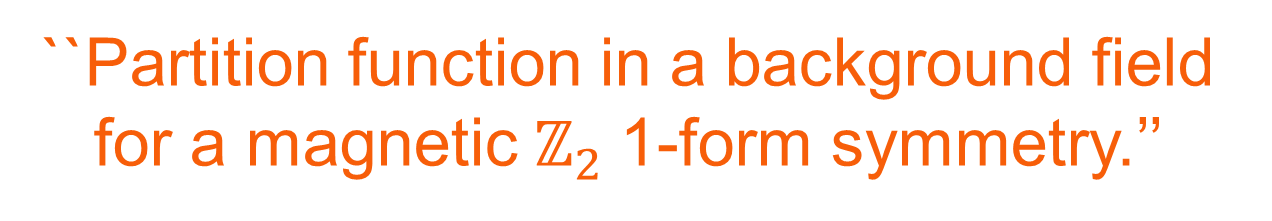 ``Partition function in a background field
for a magnetic ℤ₂ 1-form symmetry.”